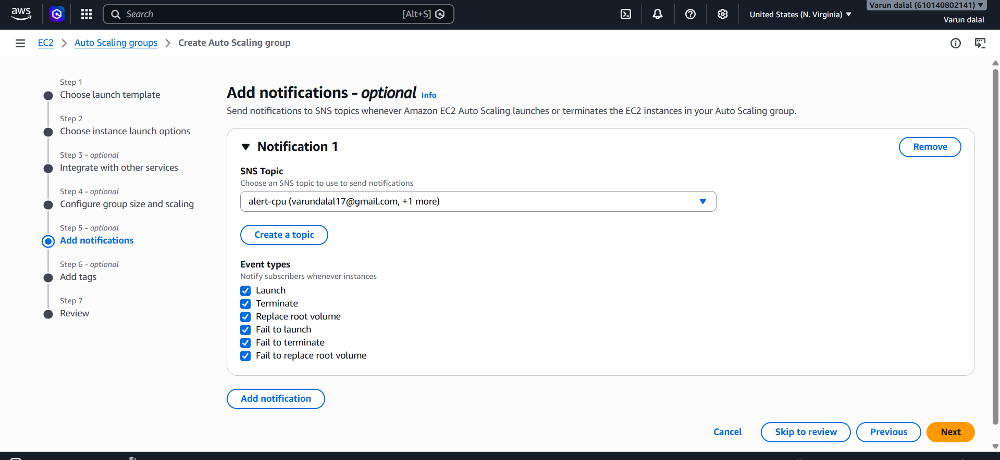 aws
Search
[Alt+S]
United States (N. Virginia)
Varun dalal (610140802141)
Varun dalal
EC2
Auto Scaling groups
Create Auto Scaling group
Step 1
Choose launch template
Step 2
Choose instance launch options
Step 3 - optional
Integrate with other services
Step 4 - optional
Configure group size and scaling
Step 5 - optional
Add notifications
Step 6 - optional
Add tags
Step 7
Review
Add notifications - optional Info
Send notifications to SNS topics whenever Amazon EC2 Auto Scaling launches or terminates the EC2 instances in your Auto Scaling group.
Notification 1
Remove
SNS Topic
Choose an SNS topic to use to send notifications
alert-cpu (varundalal17@gmail.com, +1 more)
Create a topic
Event types
Notify subscribers whenever instances
Launch
Terminate
Replace root volume
Fail to launch
Fail to terminate
Fail to replace root volume
Add notification
Cancel
Skip to review
Previous
Next